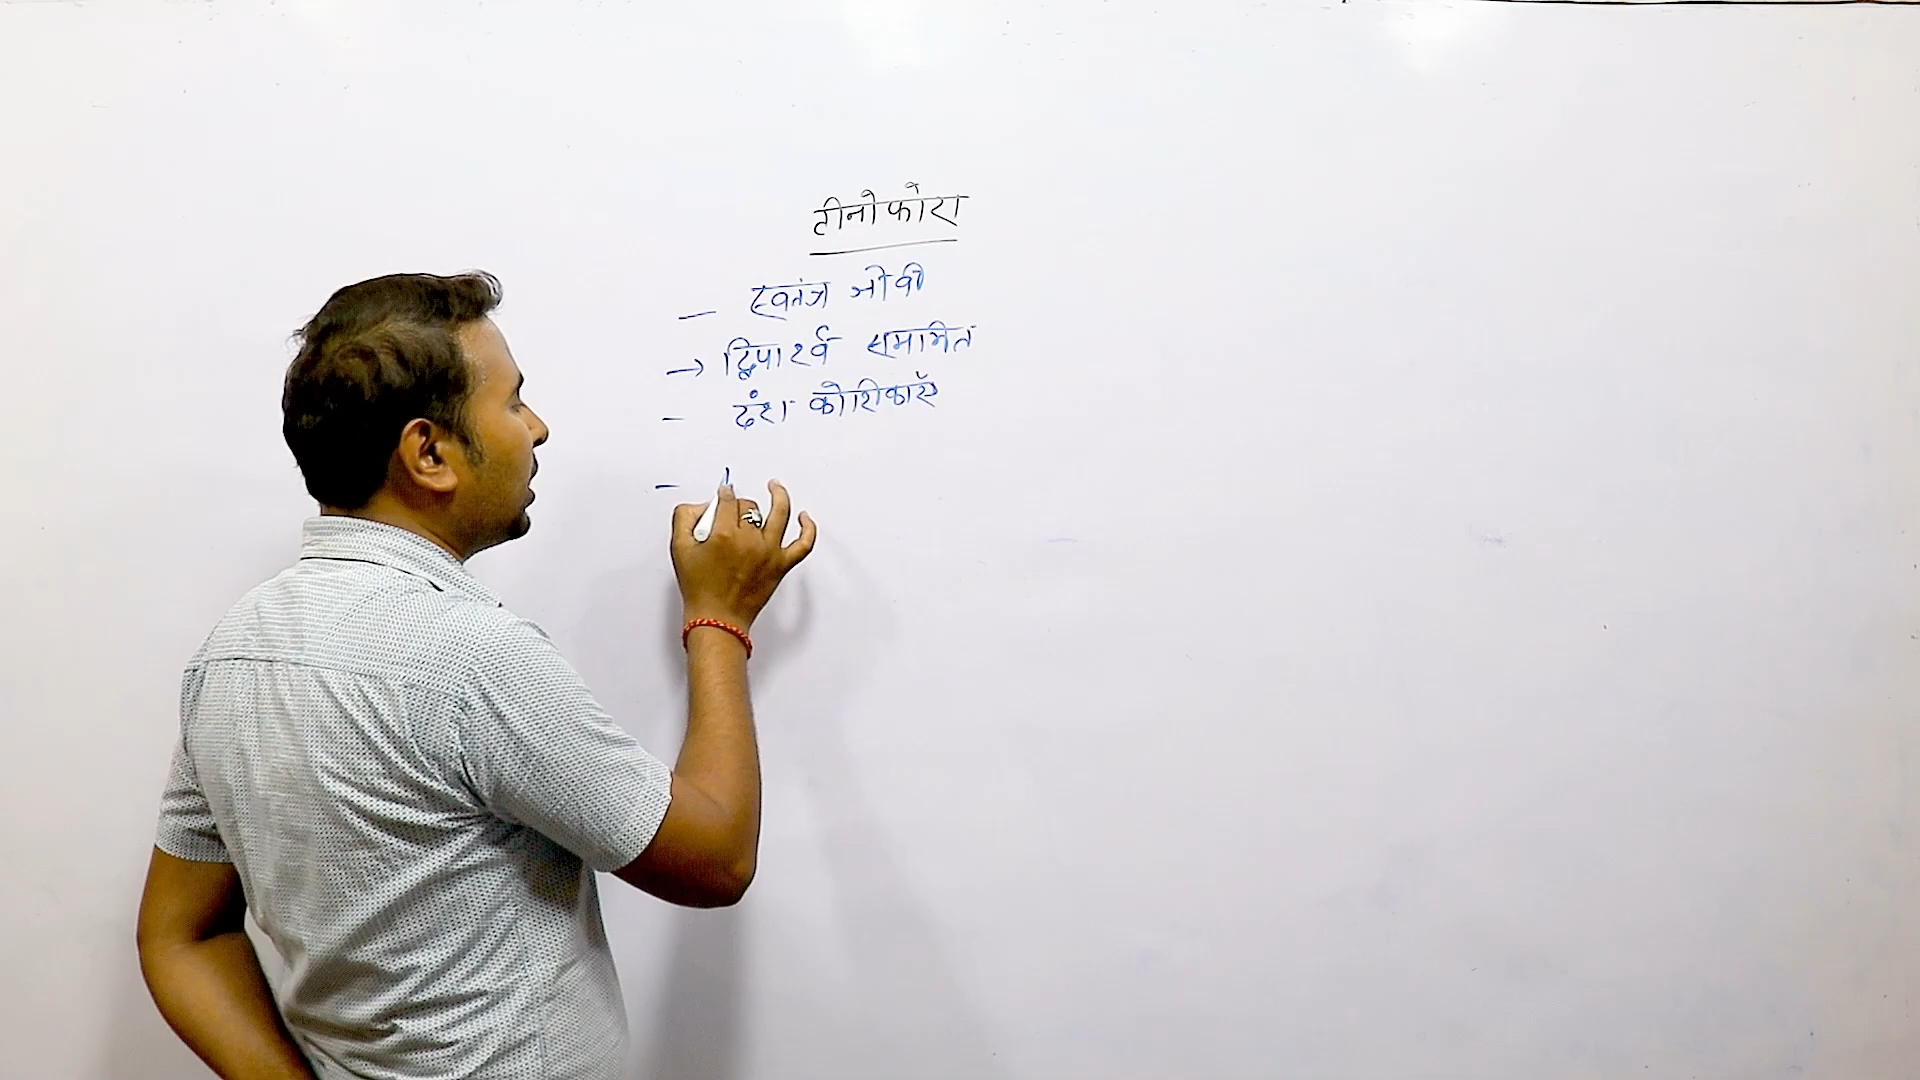 टीनोफोरा
- स्वतंत्र जीवी
→ द्विपार्श्व सममित
- दंश कोशिकाएँ
-